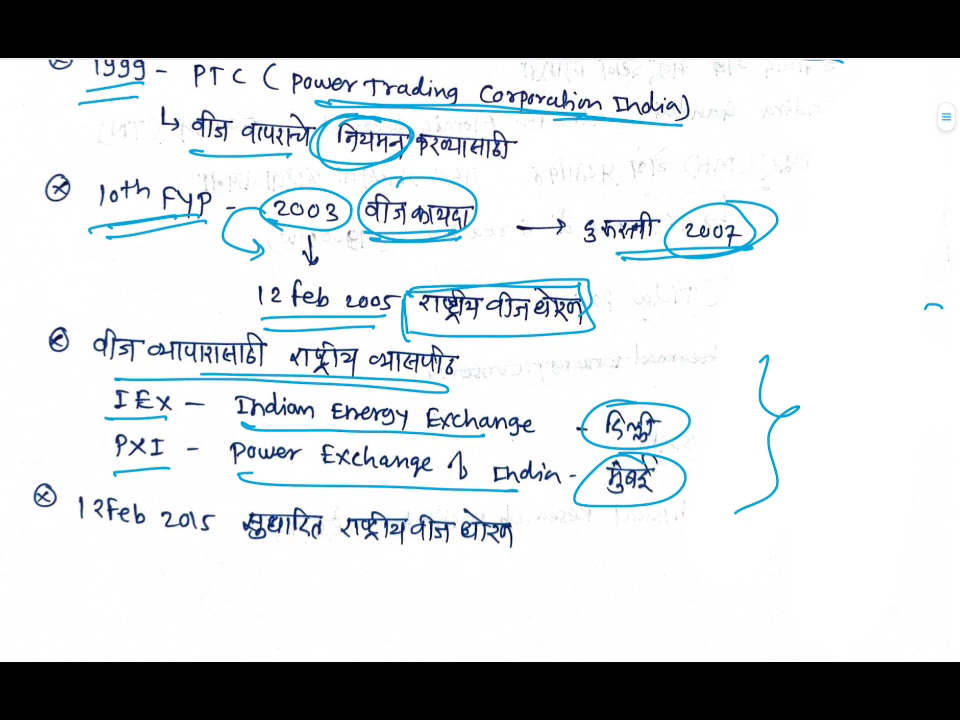 1999 - PTC (Power Trading Corporation India)
↳ वीज वापराचे नियमन करण्यासाठी
10th FYP - 2003 वीज कायदा → दुरुस्ती 2007
↓
12 Feb 2005 राष्ट्रीय वीज धोरण
वीज व्यापारासाठी राष्ट्रीय व्यासपीठ
IEX - Indian Energy Exchange - दिल्ली
PXI - Power Exchange of India - मुंबई
12 Feb 2015 सुधारित राष्ट्रीय वीज धोरण